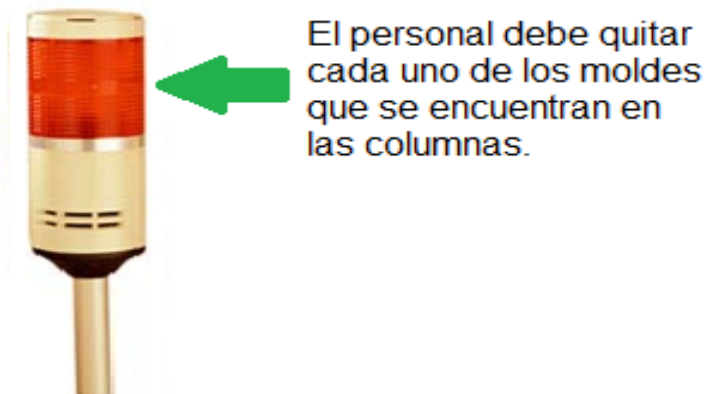 El personal debe quitar
cada uno de los moldes
que se encuentran en
las columnas.